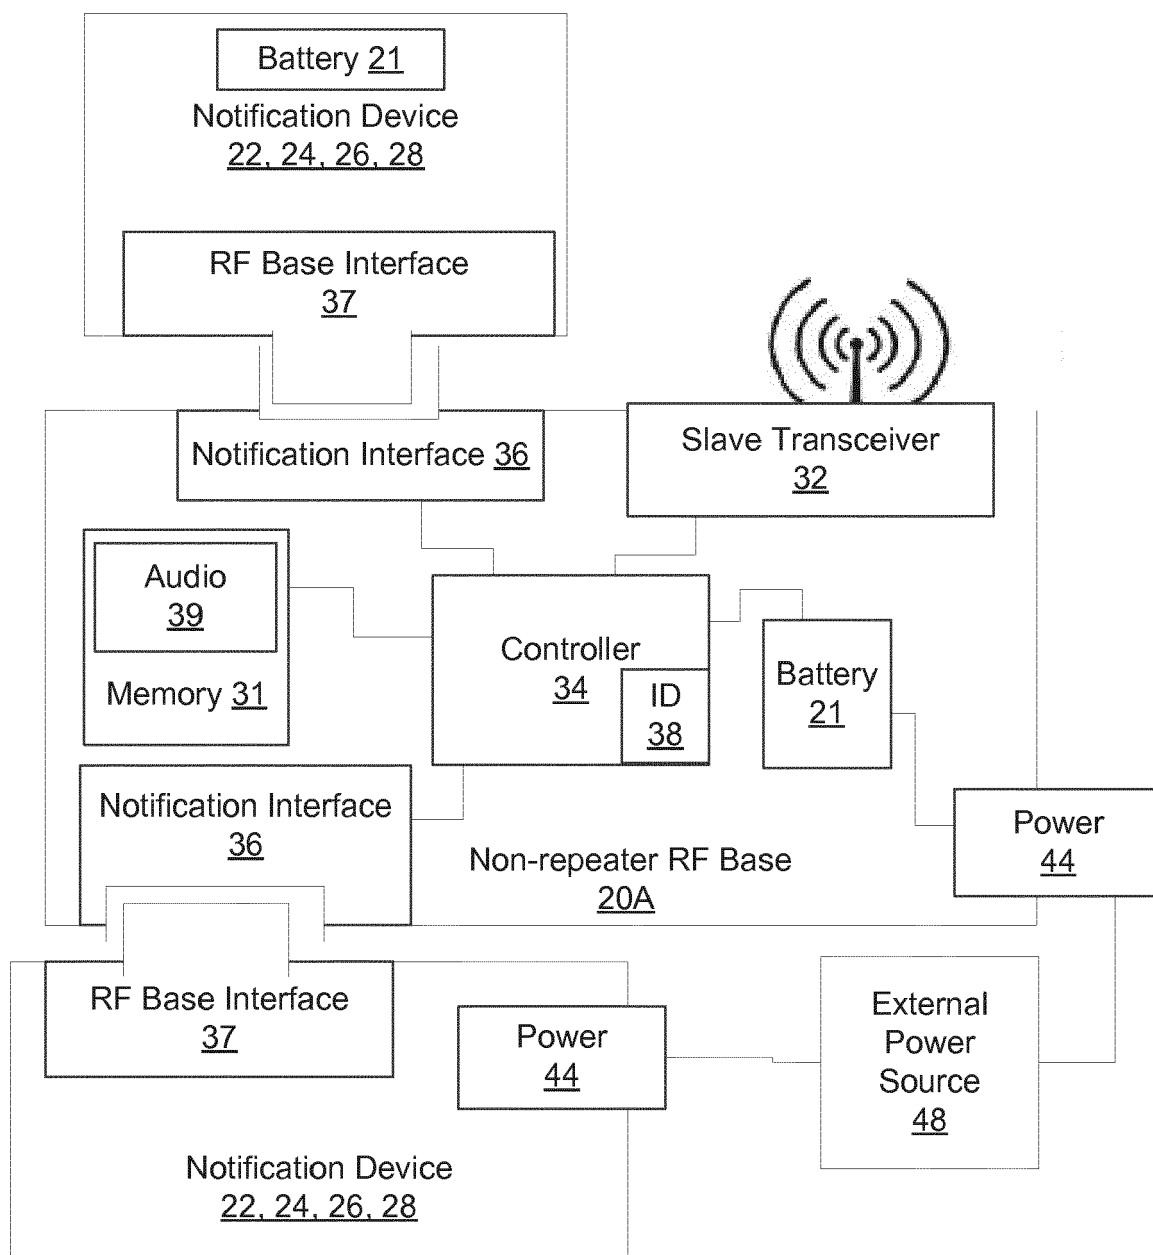 Battery 21
Notification Device
22, 24, 26, 28
RF Base Interface
37
Notification Interface 36
Slave Transceiver
32
Audio
39
Memory 31
Controller
34
ID
38
Battery
21
Notification Interface
36
Non-repeater RF Base
20A
Power
44
RF Base Interface
37
Power
44
External
Power
Source
48
Notification Device
22, 24, 26, 28